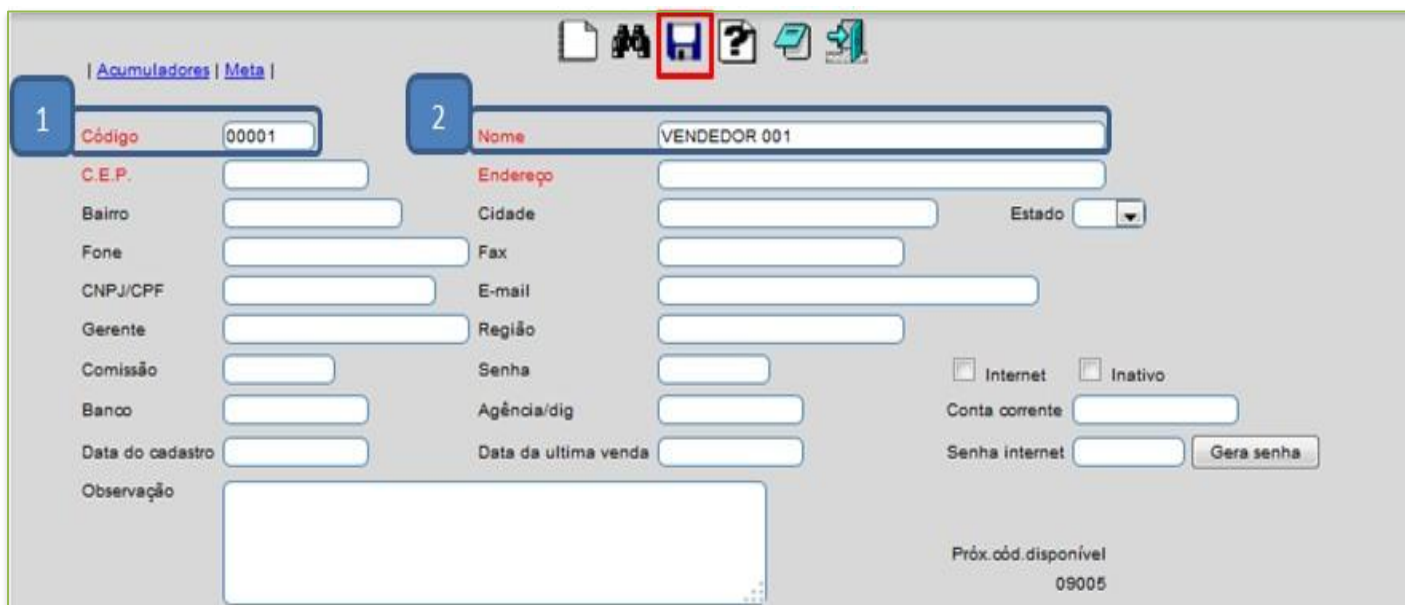 ?
| Acumuladores | Meta |
1 Código 00001 2 Nome VENDEDOR 001
C.E.P. Endereço
Bairro Cidade Estado
Fone Fax
CNPJ/CPF E-mail
Gerente Região
Comissão Senha Internet Inativo
Banco Agência/dig Conta corrente
Data do cadastro Data da ultima venda Senha internet Gera senha
Observação
Próx.cód.disponível
09005